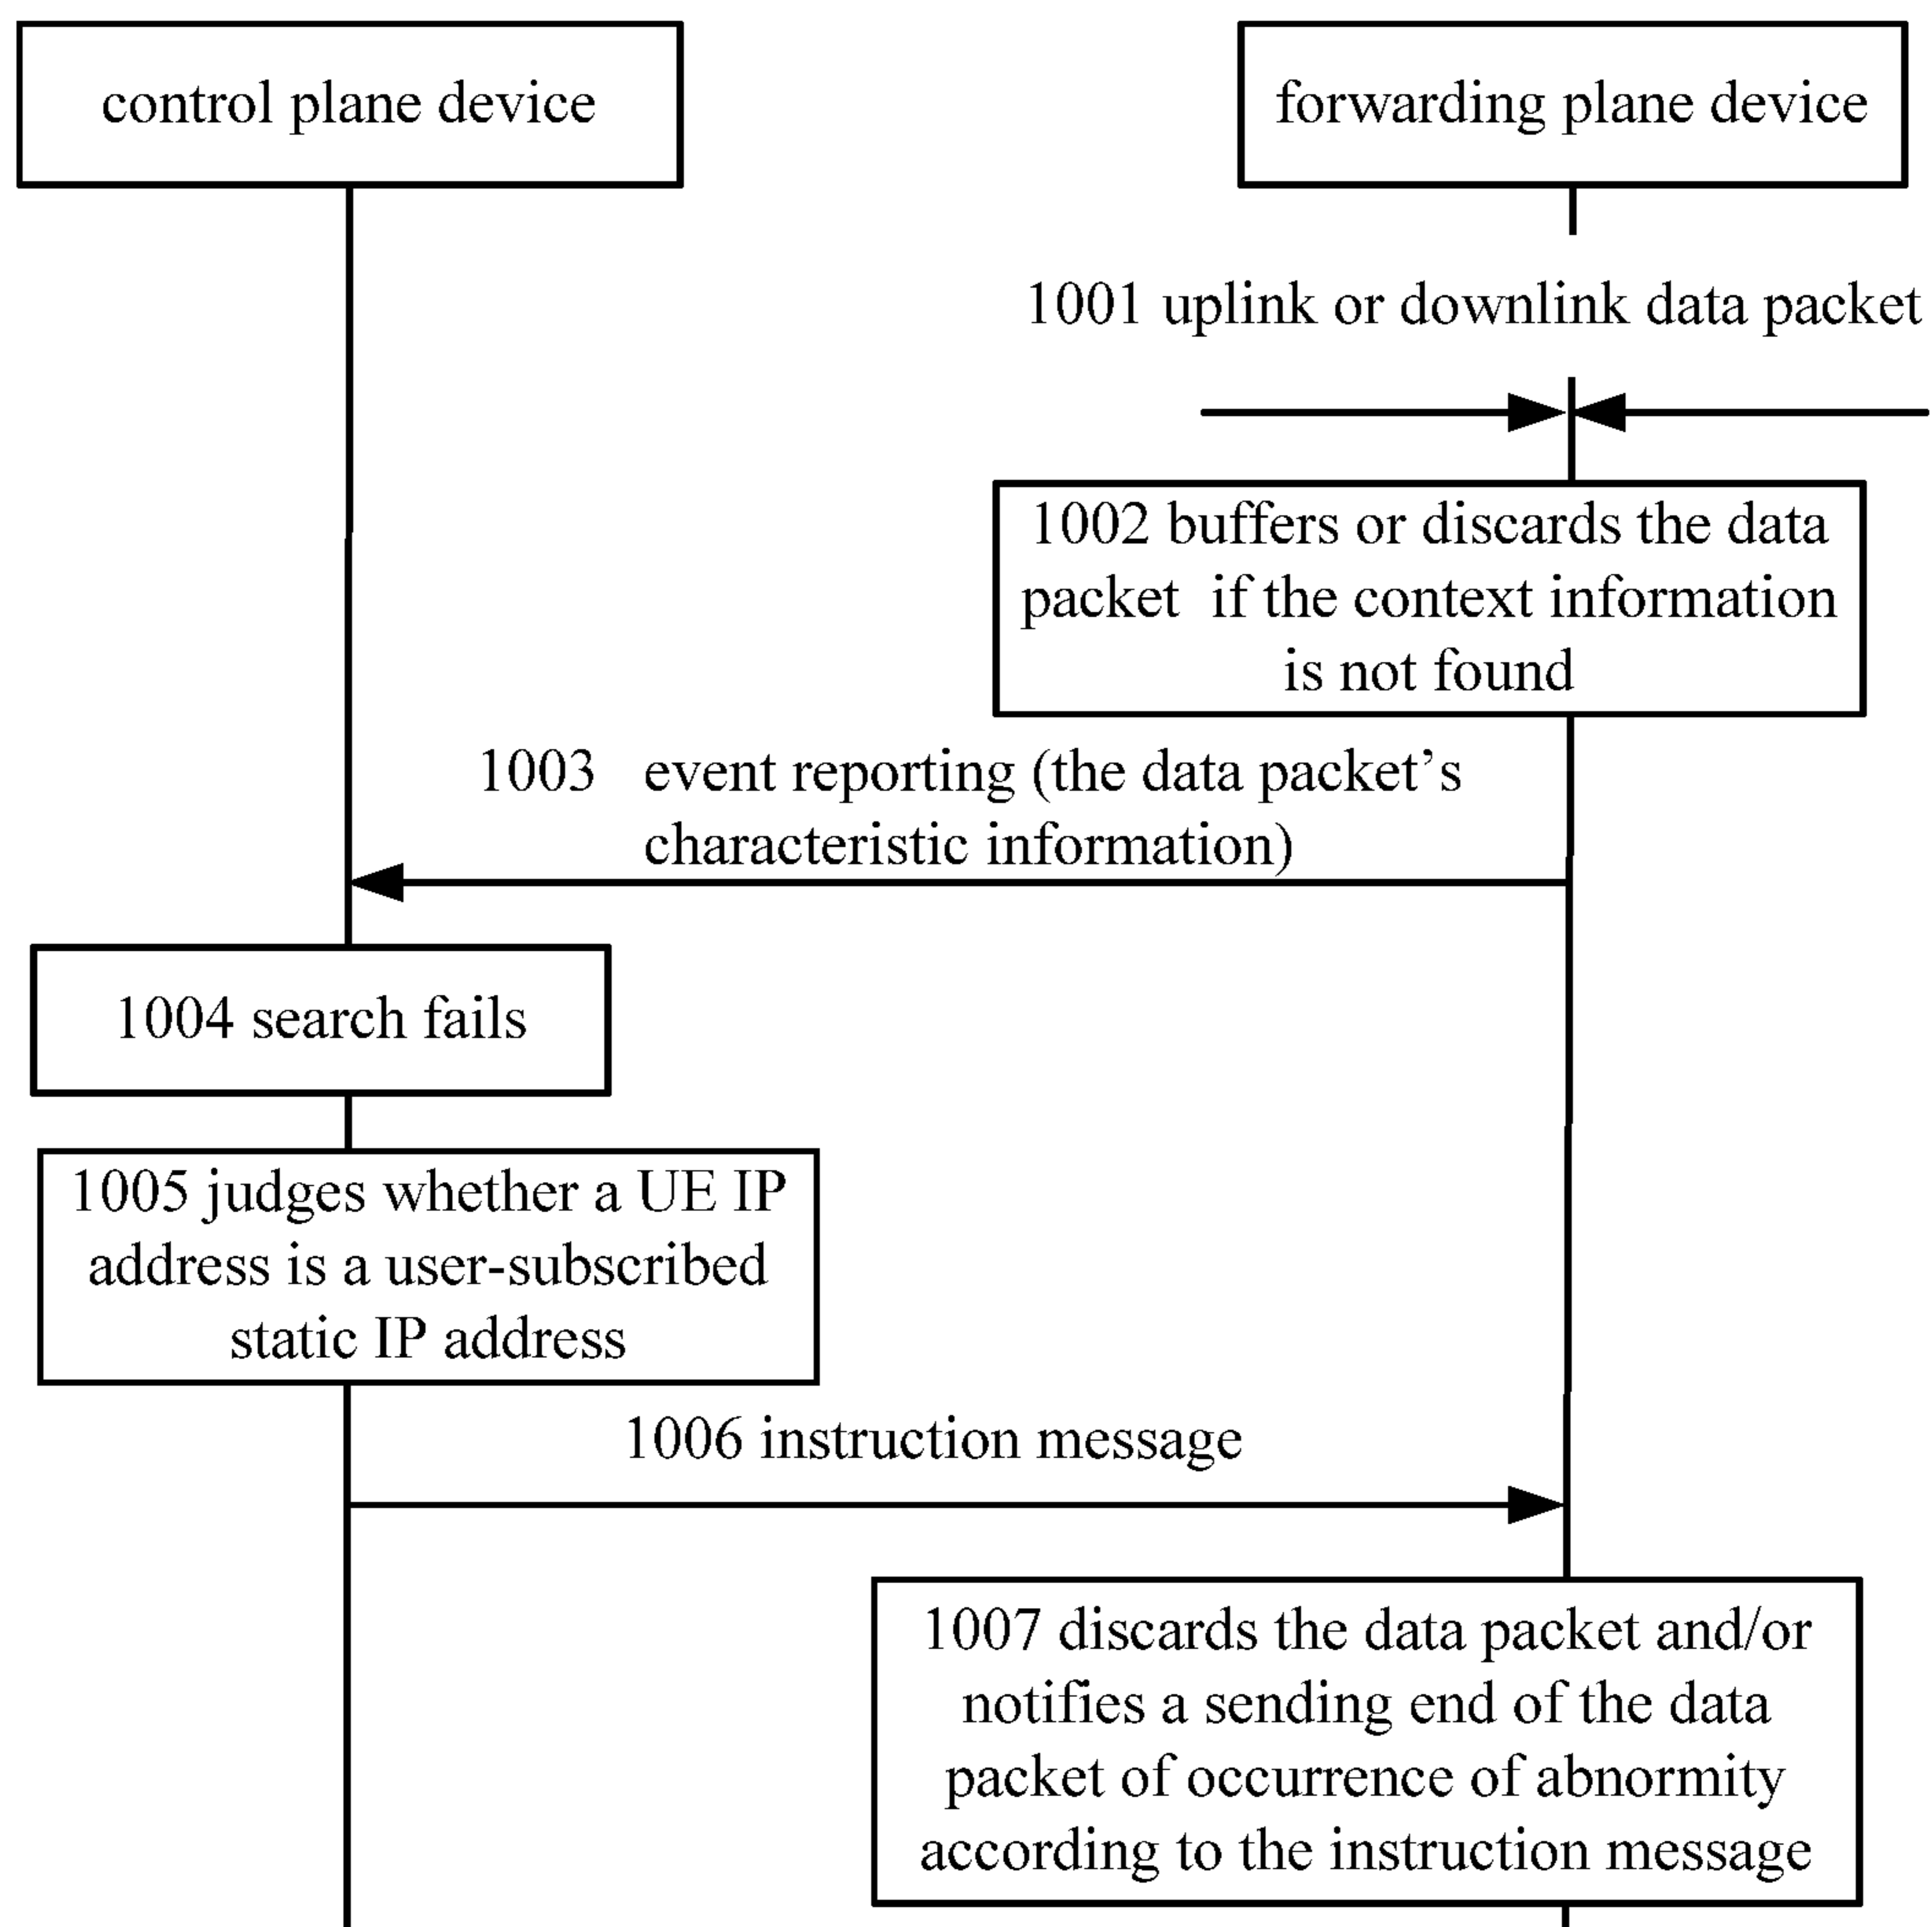 control plane device
forwarding plane device
1001 uplink or downlink data packet
1002 buffers or discards the data
packet if the context information
is not found
1003 event reporting (the data packet’s
characteristic information)
1004 search fails
1005 judges whether a UE IP
address is a user-subscribed
static IP address
1006 instruction message
1007 discards the data packet and/or
notifies a sending end of the data
packet of occurrence of abnormity
according to the instruction message